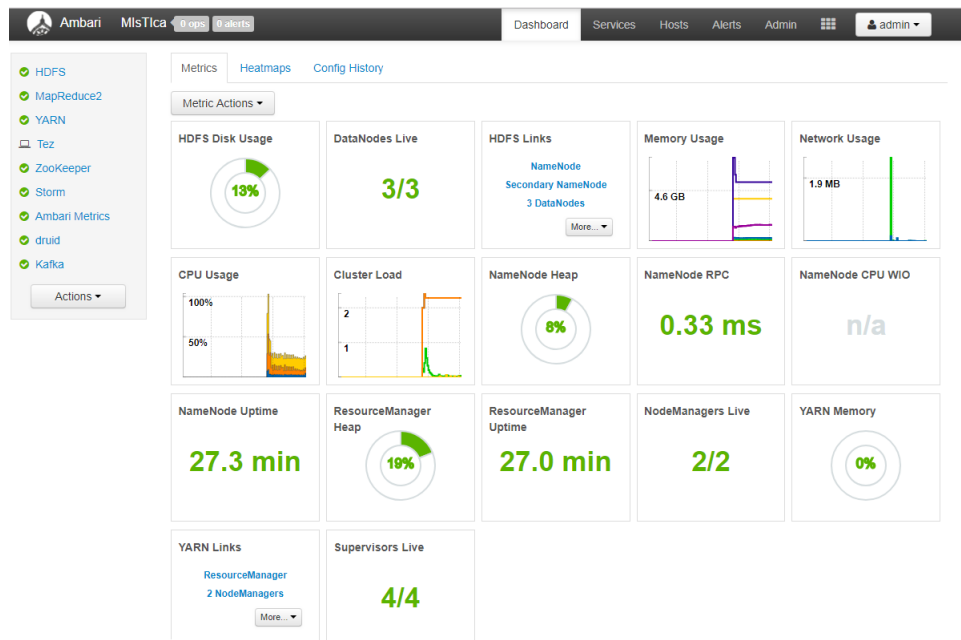 Ambari MIsTIca 0 ops 0 alerts Dashboard Services Hosts Alerts Admin admin
HDFS
MapReduce2
YARN
Tez
ZooKeeper
Storm
Ambari Metrics
druid
Kafka
Actions
Metrics Heatmaps Config History
Metric Actions
HDFS Disk Usage
13%
DataNodes Live
3/3
HDFS Links
NameNode
Secondary NameNode
3 DataNodes
More...
Memory Usage
4.6 GB
Network Usage
1.9 MB
CPU Usage
100%
50%
Cluster Load
2
1
NameNode Heap
8%
NameNode RPC
0.33 ms
NameNode CPU WIO
n/a
NameNode Uptime
27.3 min
ResourceManager
Heap
19%
ResourceManager
Uptime
27.0 min
NodeManagers Live
2/2
YARN Memory
0%
YARN Links
ResourceManager
2 NodeManagers
More...
Supervisors Live
4/4